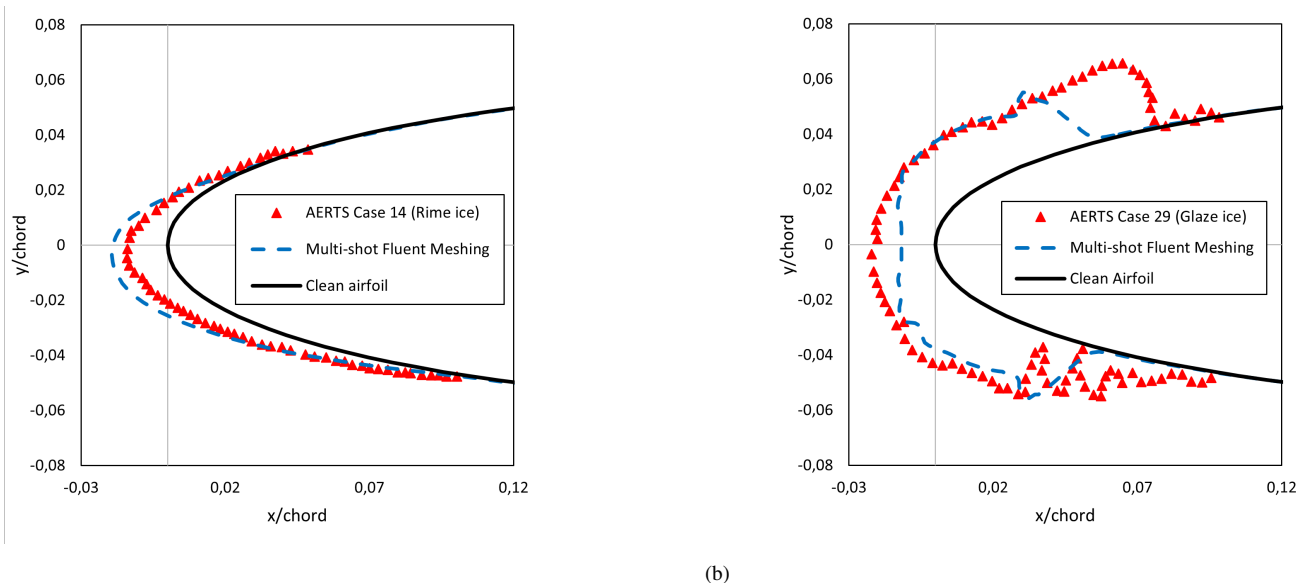 0,08
0,06
0,04
0,02
0
-0,02
-0,04
-0,06
-0,08
y/chord
-0,03
0,02
0,07
0,12
x/chord
AERTS Case 14 (Rime ice)
Multi-shot Fluent Meshing
Clean airfoil
0,08
0,06
0,04
0,02
0
-0,02
-0,04
-0,06
-0,08
y/chord
-0,03
0,02
0,07
0,12
x/chord
AERTS Case 29 (Glaze ice)
Multi-shot Fluent Meshing
Clean Airfoil
(b)